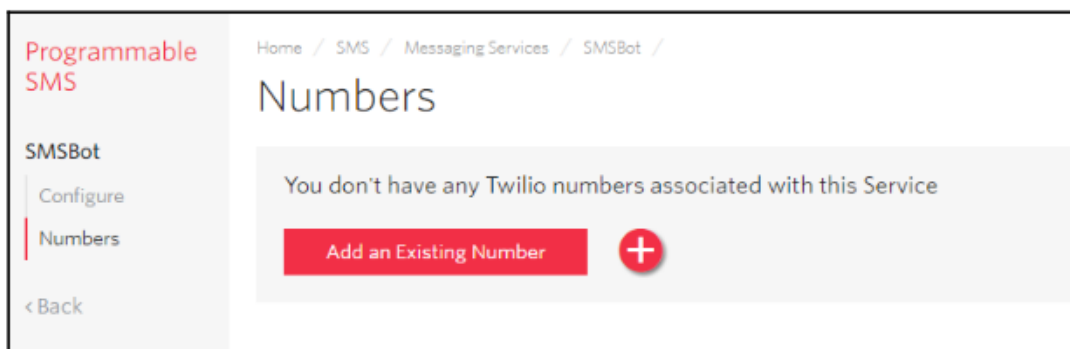 Programmable
SMS
SMSBot
Configure
Numbers
< Back
Home / SMS / Messaging Services / SMSBot /
Numbers
You don't have any Twilio numbers associated with this Service
Add an Existing Number